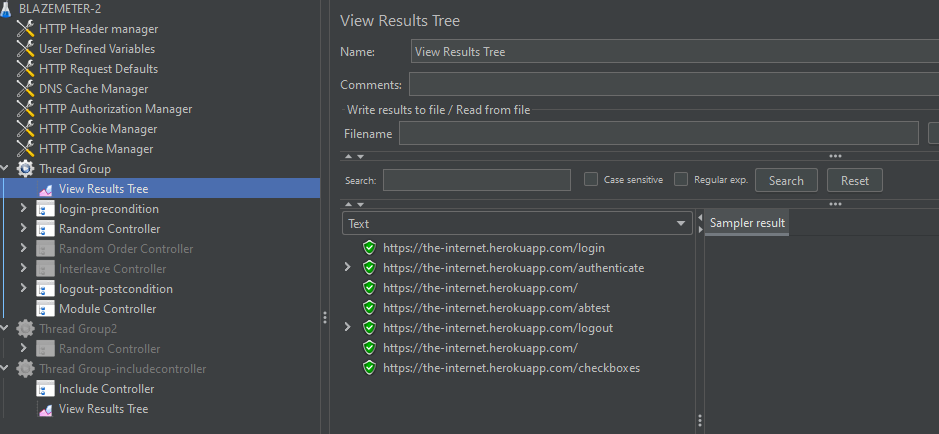 BLAZEMETER-2
HTTP Header manager
User Defined Variables
HTTP Request Defaults
DNS Cache Manager
HTTP Authorization Manager
HTTP Cookie Manager
HTTP Cache Manager
Thread Group
View Results Tree
login-precondition
Random Controller
Random Order Controller
Interleave Controller
logout-postcondition
Module Controller
Thread Group2
Random Controller
Thread Group-includecontroller
Include Controller
View Results Tree
View Results Tree
Name: View Results Tree
Comments:
Write results to file / Read from file
Filename
Search: Case sensitive Regular exp. Search Reset
Text
Sampler result
https://the-internet.herokuapp.com/login
https://the-internet.herokuapp.com/authenticate
https://the-internet.herokuapp.com/
https://the-internet.herokuapp.com/abtest
https://the-internet.herokuapp.com/logout
https://the-internet.herokuapp.com/
https://the-internet.herokuapp.com/checkboxes